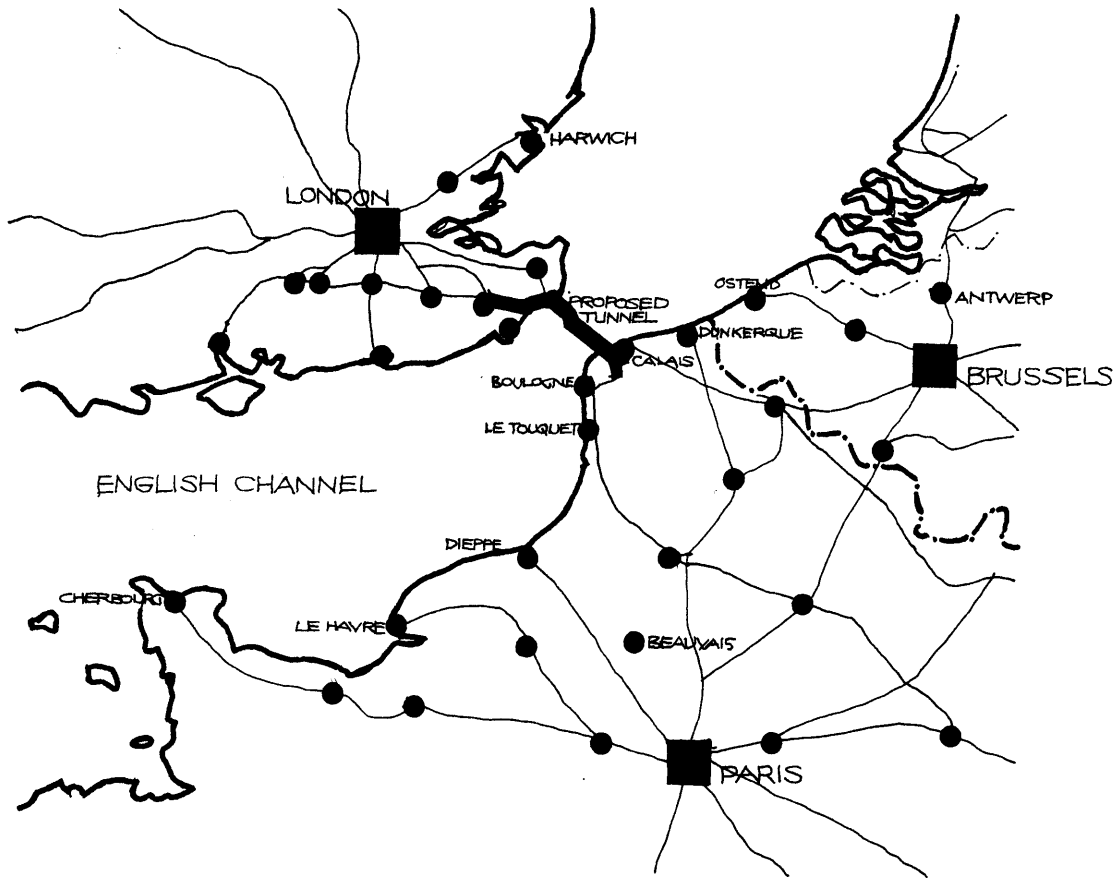 HARWICH
LONDON
OSTEND
ANTWERP
PROPOSED
TUNNEL
DUNKERQUE
CALAIS
BOULOGNE
BRUSSELS
LE TOUQUET
ENGLISH CHANNEL
DIEPPE
CHERBOURG
LE HAVRE
BEAUVAIS
PARIS